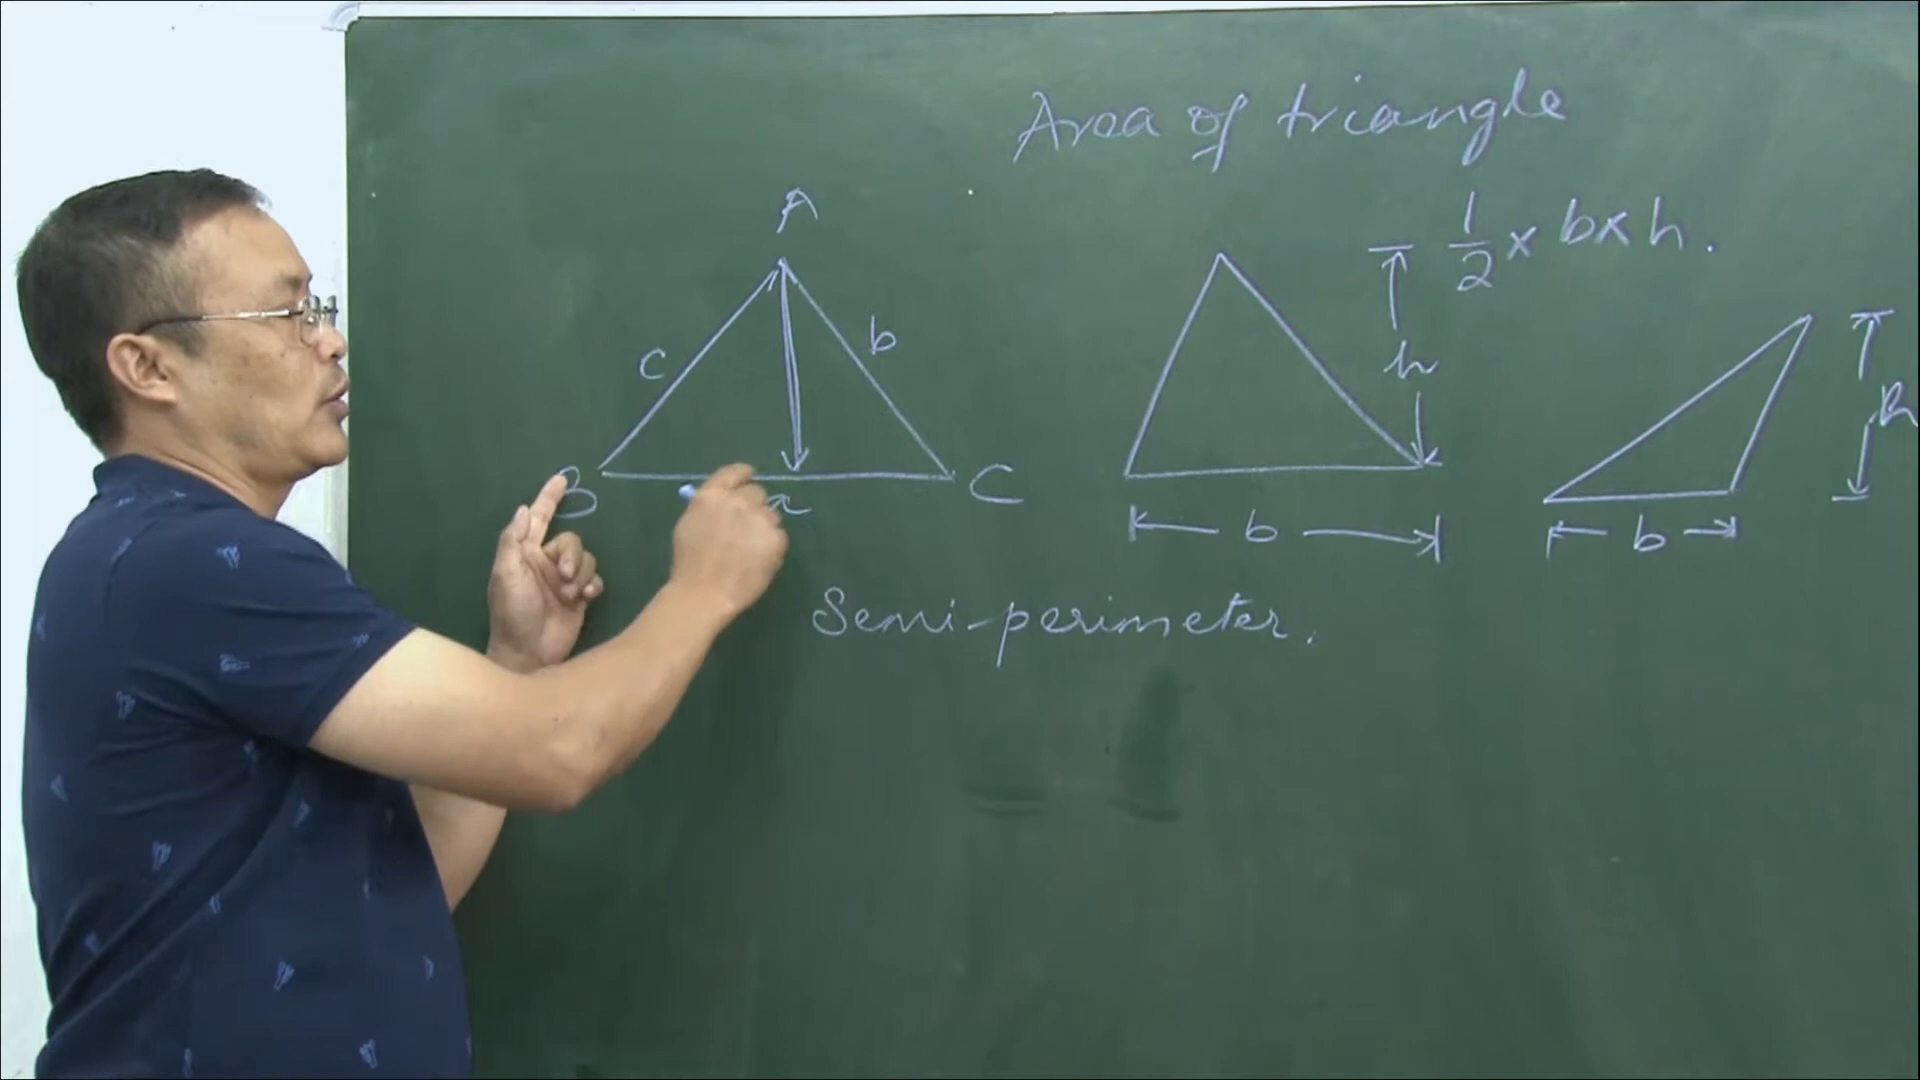 Area of triangle
1/2 × b × h.
A
c
b
B
a
C
h
b
h
b
Semi-perimeter.